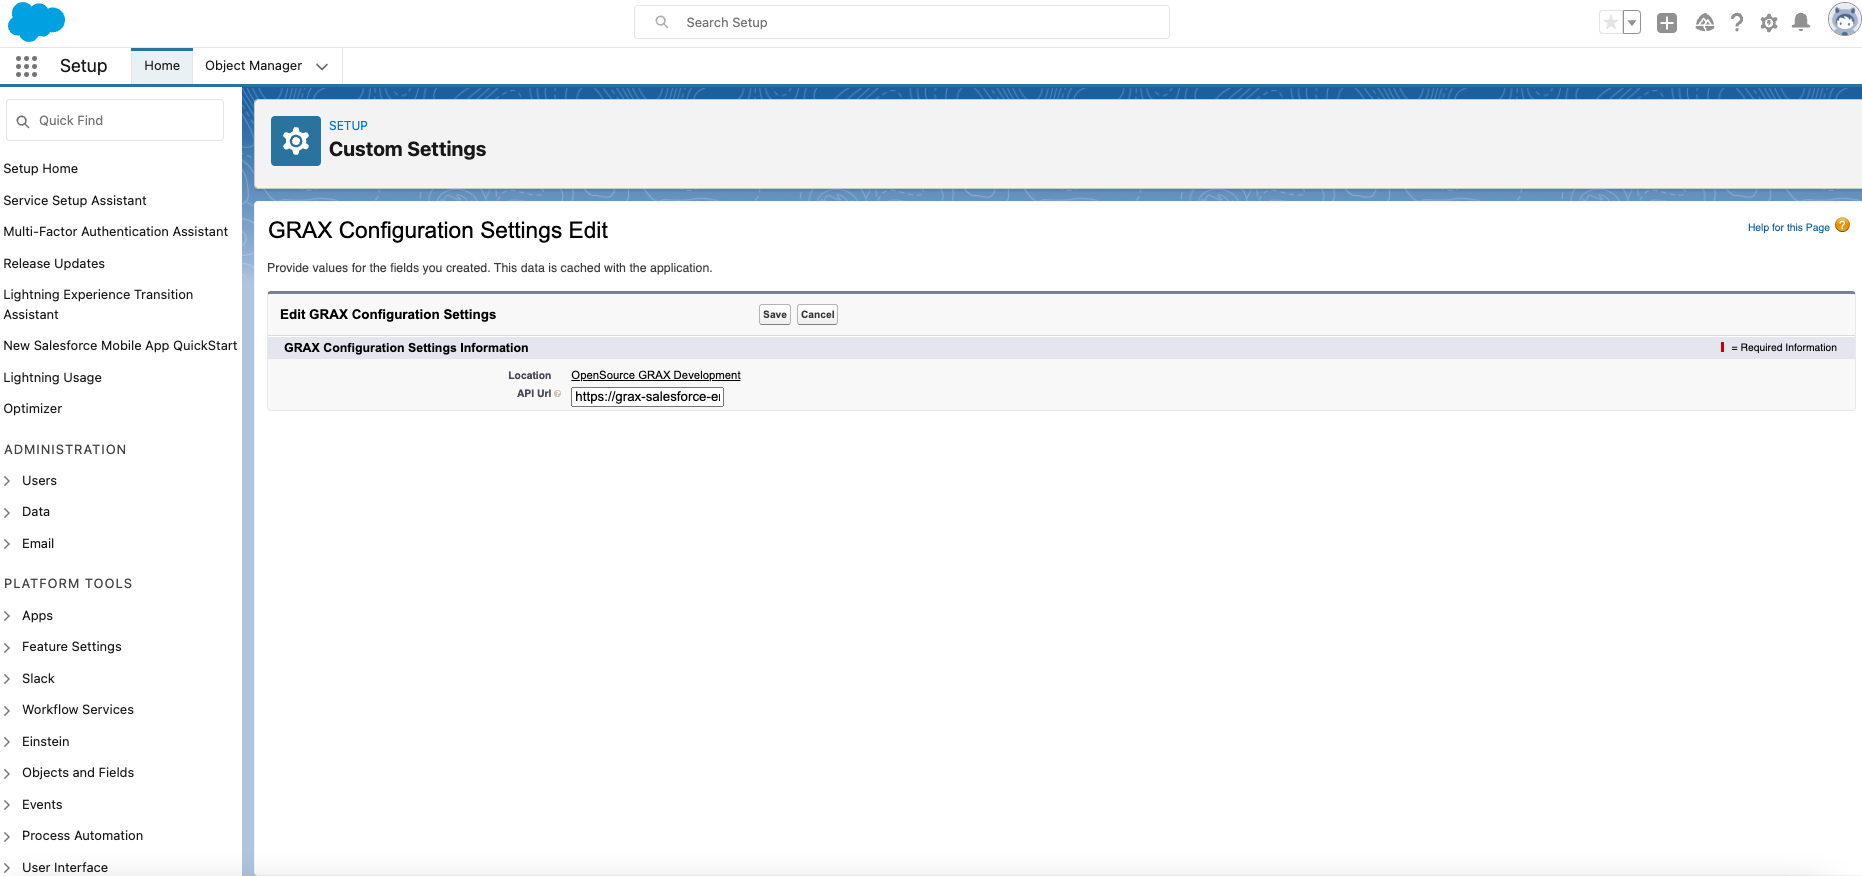 Search Setup
Setup
Home
Object Manager
Quick Find
Setup Home
Service Setup Assistant
Multi-Factor Authentication Assistant
Release Updates
Lightning Experience Transition
Assistant
New Salesforce Mobile App QuickStart
Lightning Usage
Optimizer
ADMINISTRATION
Users
Data
Email
PLATFORM TOOLS
Apps
Feature Settings
Slack
Workflow Services
Einstein
Objects and Fields
Events
Process Automation
User Interface
SETUP
Custom Settings
GRAX Configuration Settings Edit
Help for this Page ?
Provide values for the fields you created. This data is cached with the application.
Edit GRAX Configuration Settings
Save Cancel
GRAX Configuration Settings Information
= Required Information
Location OpenSource GRAX Development
API Url https://grax-salesforce-e